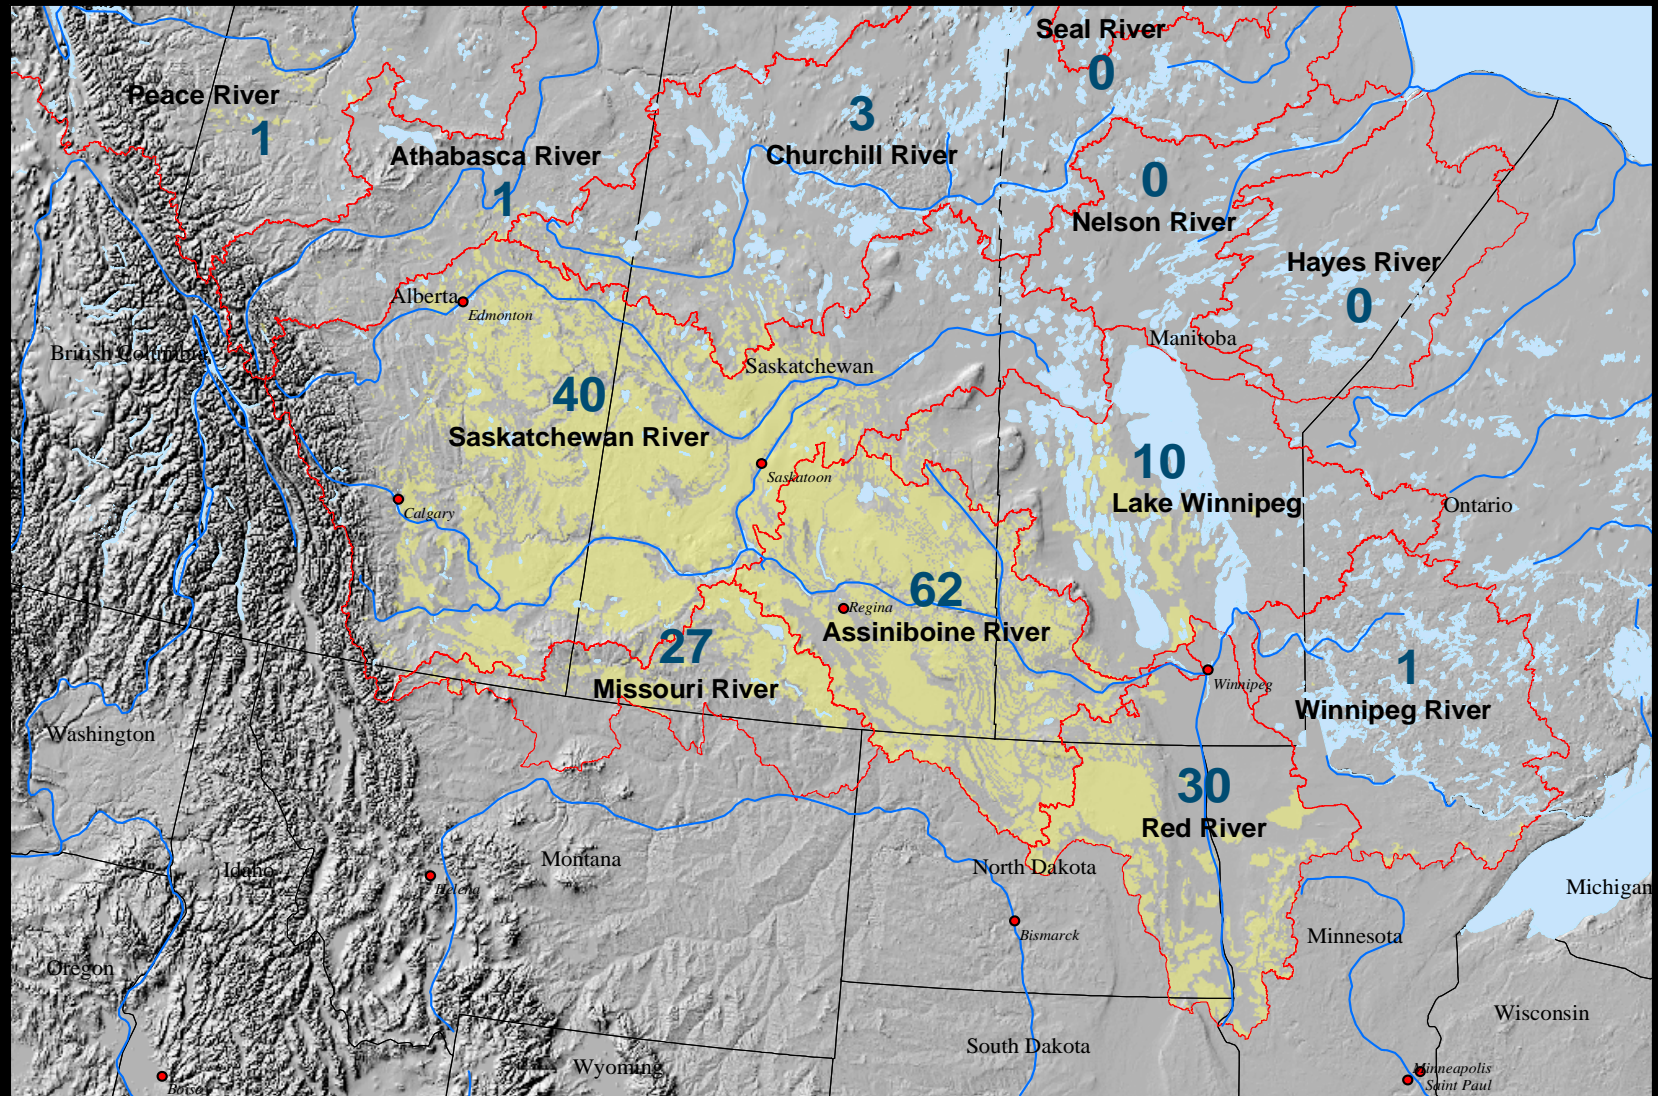 Seal River
0
Peace River
1
3
Churchill River
Athabasca River
1
0
Nelson River
Hayes River
0
Alberta
Edmonton
British Columbia
Manitoba
Saskatchewan
40
Saskatchewan River
10
Lake Winnipeg
Saskatoon
Calgary
Ontario
62
Regina
Assiniboine River
27
Missouri River
Winnipeg
1
Winnipeg River
Washington
30
Red River
Montana
Idaho
Helena
North Dakota
Michigan
Bismarck
Minnesota
Oregon
Wisconsin
South Dakota
Wyoming
Minneapolis
Saint Paul
Boise